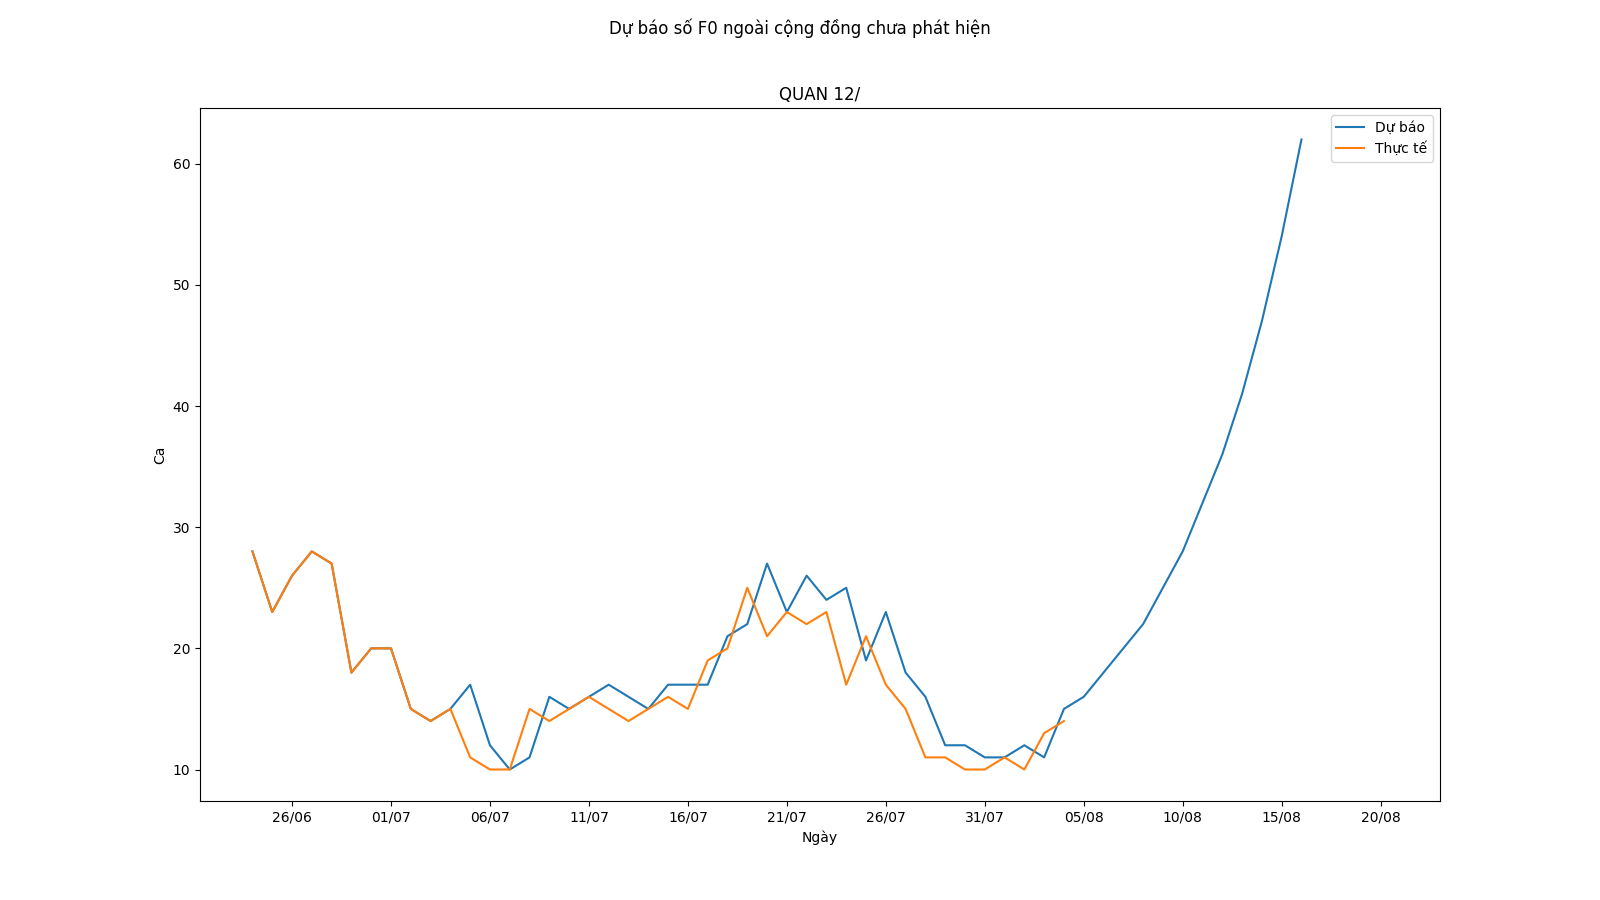 Dự báo số F0 ngoài cộng đồng chưa phát hiện
QUAN 12/
Dự báo
Thực tế
60
50
40
30
20
10
Ca
26/06 01/07 06/07 11/07 16/07 21/07 26/07 31/07 05/08 10/08 15/08 20/08
Ngày